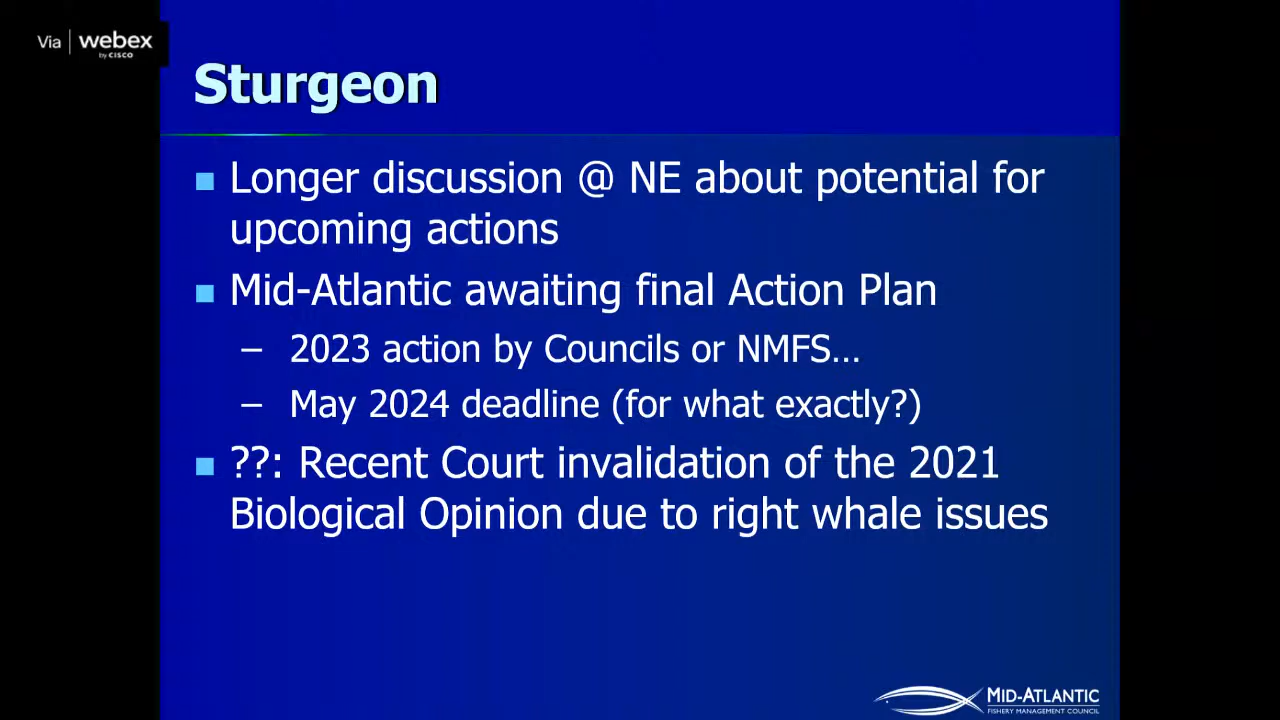 Via | webex
by CISCO
Sturgeon
Longer discussion @ NE about potential for
upcoming actions
Mid-Atlantic awaiting final Action Plan
– 2023 action by Councils or NMFS…
– May 2024 deadline (for what exactly?)
??: Recent Court invalidation of the 2021
Biological Opinion due to right whale issues
MID-ATLANTIC
FISHERY MANAGEMENT COUNCIL